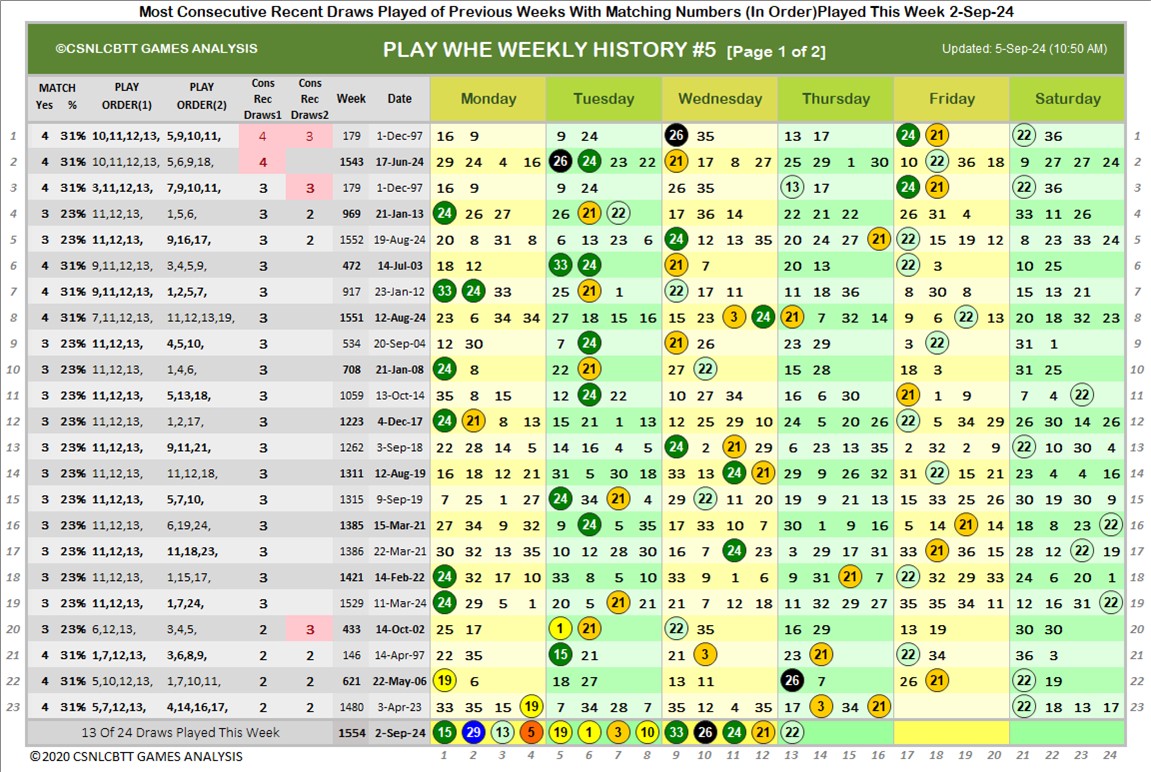 Most Consecutive Recent Draws Played of Previous Weeks With Matching Numbers (In Order)Played This Week 2-Sep-24
©CSNLCBTT GAMES ANALYSIS PLAY WHE WEEKLY HISTORY #5 [Page 1 of 2] Updated: 5-Sep-24 (10:50 AM)
MATCH Yes % PLAY ORDER(1) PLAY ORDER(2) Cons Rec Draws1 Cons Rec Draws2 Week Date Monday Tuesday Wednesday Thursday Friday Saturday
1 4 31% 10,11,12,13, 5,9,10,11, 4 3 179 1-Dec-97 16 9 9 24 26 35 13 17 24 21 22 36 1
2 4 31% 10,11,12,13, 5,6,9,18, 4 1543 17-Jun-24 29 24 4 16 26 24 23 22 21 17 8 27 25 29 1 30 10 22 36 18 9 27 27 24 2
3 4 31% 3,11,12,13, 7,9,10,11, 3 3 179 1-Dec-97 16 9 9 24 26 35 13 17 24 21 22 36 3
4 3 23% 11,12,13, 1,5,6, 3 2 969 21-Jan-13 24 26 27 26 21 22 17 36 14 22 21 22 26 31 4 33 11 26 4
5 3 23% 11,12,13, 9,16,17, 3 2 1552 19-Aug-24 20 8 31 8 6 13 23 6 24 12 13 35 20 24 27 21 22 15 19 12 8 23 33 24 5
6 4 31% 9,11,12,13, 3,4,5,9, 3 472 14-Jul-03 18 12 33 24 21 7 20 13 22 3 10 25 6
7 4 31% 9,11,12,13, 1,2,5,7, 3 917 23-Jan-12 33 24 33 25 21 1 22 17 11 11 18 36 8 30 8 15 13 21 7
8 4 31% 7,11,12,13, 11,12,13,19, 3 1551 12-Aug-24 23 6 34 34 27 18 15 16 15 23 3 24 21 7 32 14 9 6 22 13 20 18 32 23 8
9 3 23% 11,12,13, 4,5,10, 3 534 20-Sep-04 12 30 7 24 21 26 23 29 3 22 31 1 9
10 3 23% 11,12,13, 1,4,6, 3 708 21-Jan-08 24 8 22 21 27 22 15 28 18 3 31 25 10
11 3 23% 11,12,13, 5,13,18, 3 1059 13-Oct-14 35 8 15 12 24 22 10 27 34 16 6 30 21 1 9 7 4 22 11
12 3 23% 11,12,13, 1,2,17, 3 1223 4-Dec-17 24 21 8 13 15 21 1 13 12 25 29 10 24 5 20 26 22 5 34 29 26 30 14 26 12
13 3 23% 11,12,13, 9,11,21, 3 1262 3-Sep-18 22 28 14 5 14 16 4 5 24 2 21 29 6 23 13 35 2 32 2 9 22 10 30 4 13
14 3 23% 11,12,13, 11,12,18, 3 1311 12-Aug-19 16 18 12 21 31 5 30 18 33 13 24 21 29 9 26 32 31 22 15 21 23 4 4 16 14
15 3 23% 11,12,13, 5,7,10, 3 1315 9-Sep-19 7 25 1 27 24 34 21 4 29 22 11 20 19 9 21 13 15 33 25 26 30 19 30 9 15
16 3 23% 11,12,13, 6,19,24, 3 1385 15-Mar-21 27 34 9 32 9 24 5 35 17 33 10 7 30 1 9 16 5 14 21 14 18 8 23 22 16
17 3 23% 11,12,13, 11,18,23, 3 1386 22-Mar-21 30 32 13 35 10 12 28 30 16 7 24 23 3 29 17 31 33 21 36 15 28 12 22 19 17
18 3 23% 11,12,13, 1,15,17, 3 1421 14-Feb-22 24 32 17 10 33 8 5 10 33 9 1 6 9 31 21 7 22 32 29 33 24 6 20 1 18
19 3 23% 11,12,13, 1,7,24, 3 1529 11-Mar-24 24 29 5 1 20 5 21 21 21 7 12 18 11 32 29 27 35 35 34 11 12 16 31 22 19
20 3 23% 6,12,13, 3,4,5, 2 3 433 14-Oct-02 25 17 1 21 22 35 16 29 13 19 30 30 20
21 4 31% 1,7,12,13, 3,6,8,9, 2 2 146 14-Apr-97 22 35 15 21 21 3 23 21 22 34 36 3 21
22 4 31% 5,10,12,13, 1,7,10,11, 2 2 621 22-May-06 19 6 18 27 13 11 26 7 26 21 22 19 22
23 4 31% 5,7,12,13, 4,14,16,17, 2 2 1480 3-Apr-23 33 35 15 19 7 34 28 7 35 12 4 35 17 3 34 21 22 18 13 17 23
13 Of 24 Draws Played This Week 1554 2-Sep-24 15 29 13 5 19 1 3 10 33 26 24 21 22
©2020 CSNLCBTT GAMES ANALYSIS 1 2 3 4 5 6 7 8 9 10 11 12 13 14 15 16 17 18 19 20 21 22 23 24